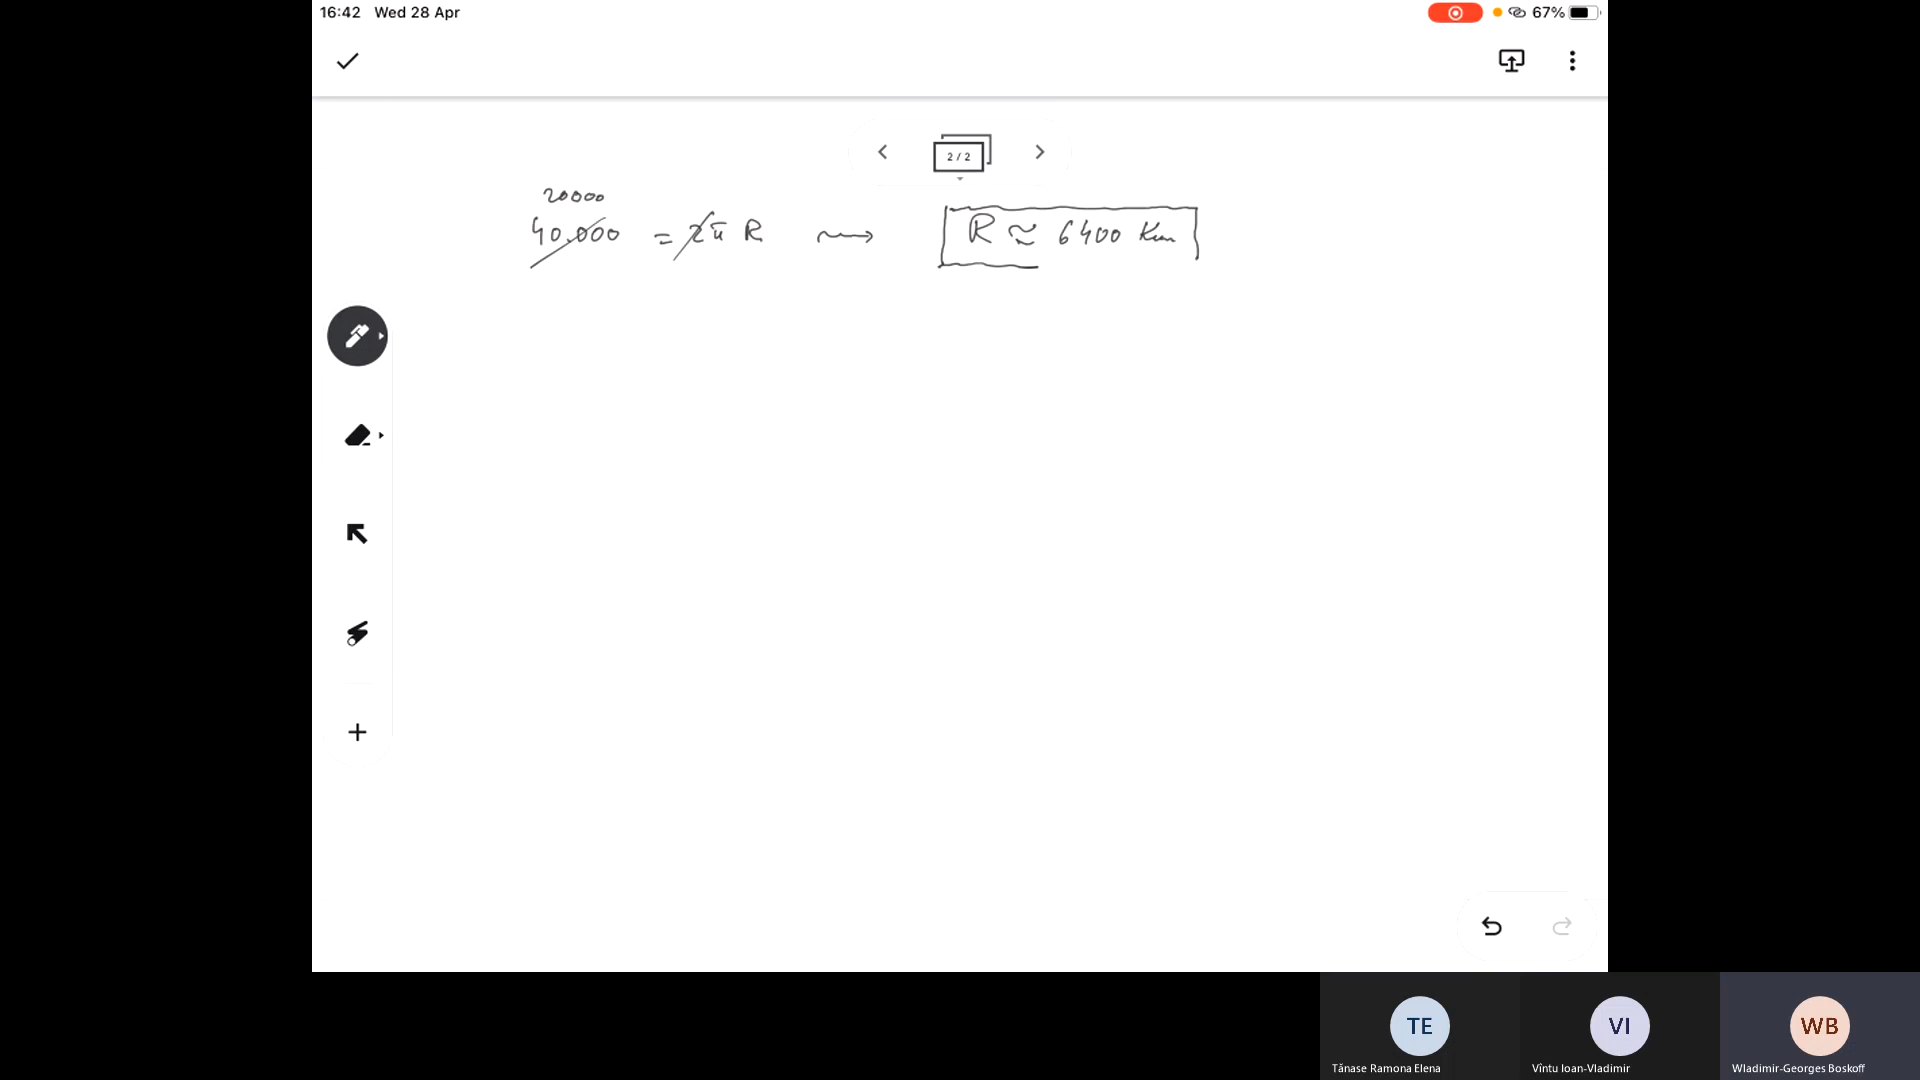 16:42 Wed 28 Apr
67%
2 / 2
20000
40.000 = 2π R ⟿ R ≈ 6400 Km
TE
VI
WB
Tănase Ramona Elena
Vîntu Ioan-Vladimir
Wladimir-Georges Boskoff